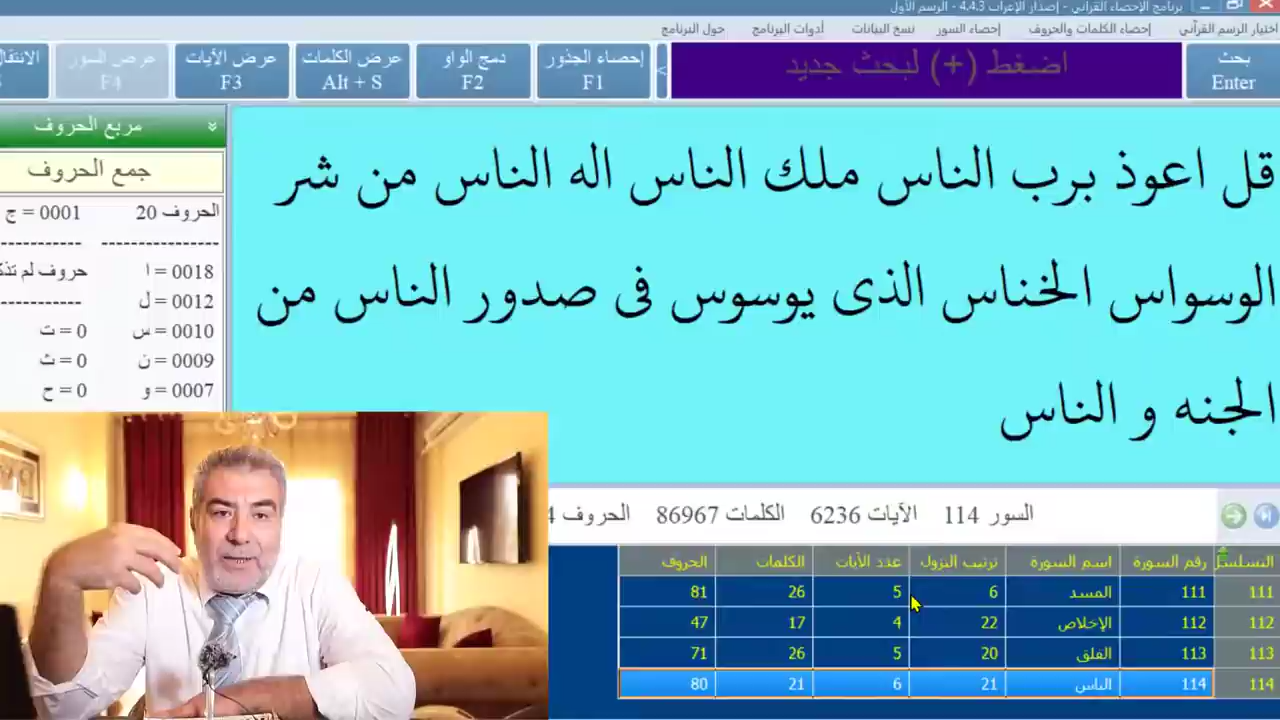 برنامج الإحصاء القرآني - إصدار الإعراب 4.4.3 - الرسم الأول
اختيار الرسم القرآني إحصاء الكلمات والحروف إحصاء السور نسخ البيانات أدوات البرنامج حول البرنامج
بحث Enter
اضغط (+) لبحث جديد
>
إحصاء الجذور F1
دمج الواو F2
عرض الكلمات Alt + S
عرض الآيات F3
عرض السور F4
الانتقال
قل اعوذ برب الناس ملك الناس اله الناس من شر
الوسواس الخناس الذى يوسوس فى صدور الناس من
الجنه و الناس
مربع الحروف
جمع الحروف
الحروف 20 0001 = ج
---------------- -----------
0018 = ا حروف لم تذك
0012 = ل -----------
0010 = س 0 = ت
0009 = ن 0 = ث
0007 = و 0 = ح
السور 114 الآيات 6236 الكلمات 86967 الحروف 4
التسلسل رقم السورة اسم السورة ترتيب النزول عدد الآيات الكلمات الحروف
111 111 المسد 6 5 26 81
112 112 الإخلاص 22 4 17 47
113 113 الفلق 20 5 26 71
114 114 الناس 21 6 21 80